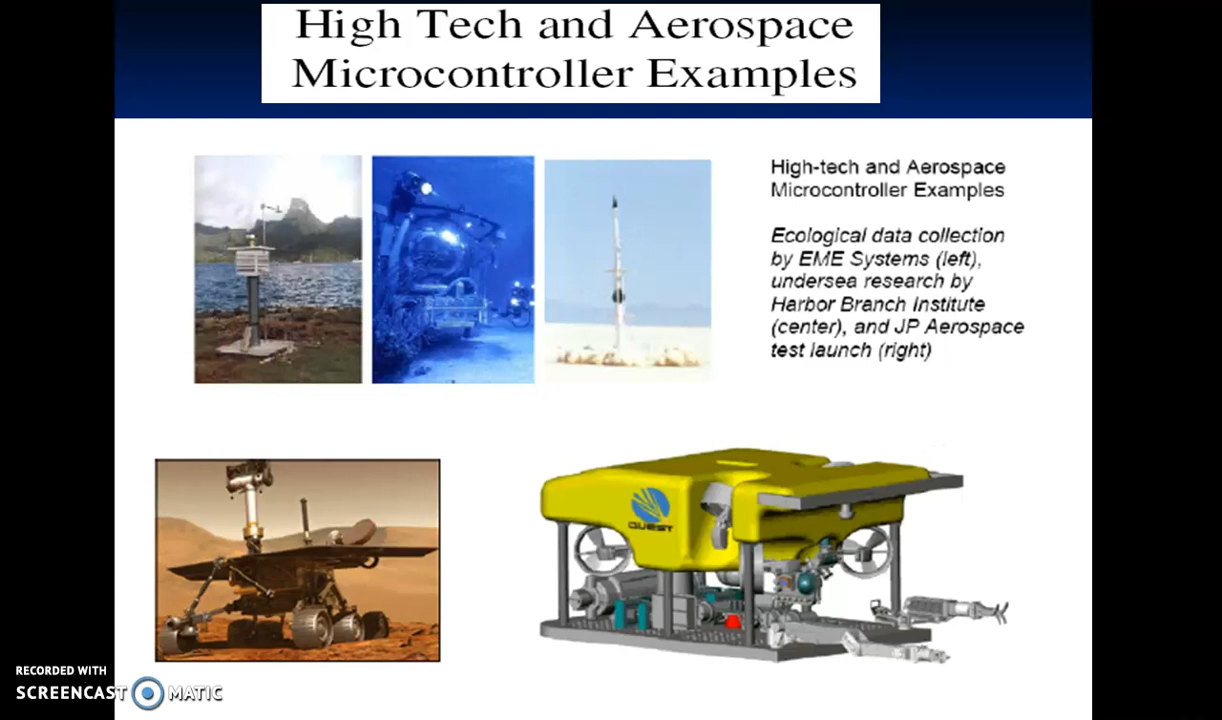 High Tech and Aerospace
Microcontroller Examples
High-tech and Aerospace
Microcontroller Examples
Ecological data collection
by EME Systems (left),
undersea research by
Harbor Branch Institute
(center), and JP Aerospace
test launch (right)
QUEST
RECORDED WITH
SCREENCAST MATIC